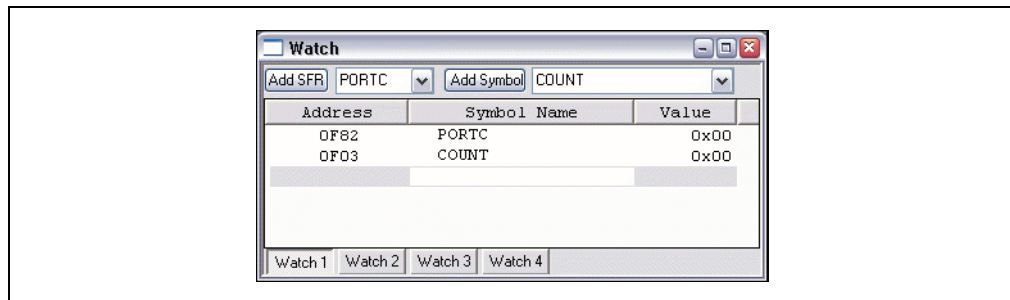 Watch
Add SFR PORTC Add Symbol COUNT
Address Symbol Name Value
0F82 PORTC 0x00
0F03 COUNT 0x00
Watch 1 Watch 2 Watch 3 Watch 4